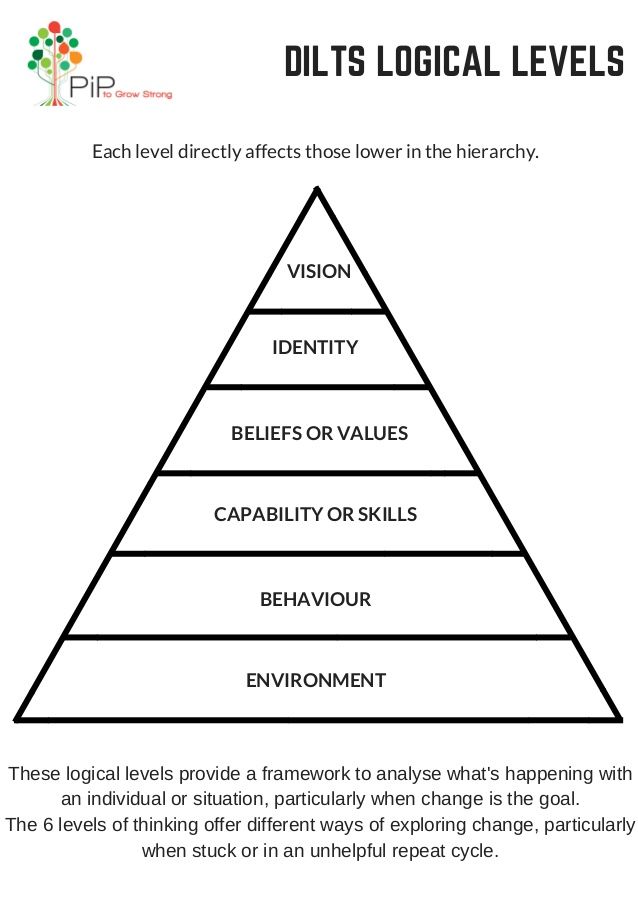 DILTS LOGICAL LEVELS
PiP to Grow Strong
Each level directly affects those lower in the hierarchy.
VISION
IDENTITY
BELIEFS OR VALUES
CAPABILITY OR SKILLS
BEHAVIOUR
ENVIRONMENT
These logical levels provide a framework to analyse what's happening with
an individual or situation, particularly when change is the goal.
The 6 levels of thinking offer different ways of exploring change, particularly
when stuck or in an unhelpful repeat cycle.